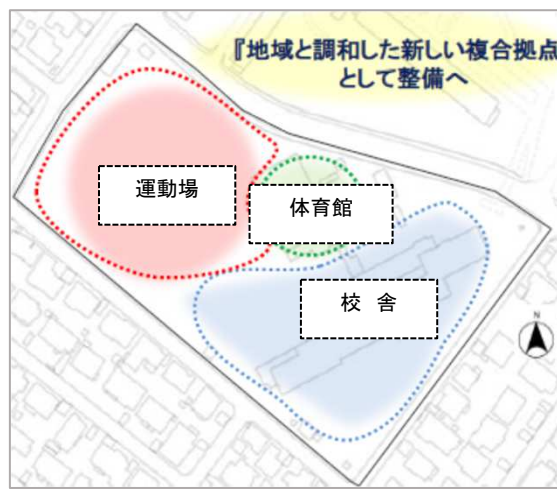 『地域と調和した新しい複合拠点
として整備へ
運動場
体育館
校 舎
N